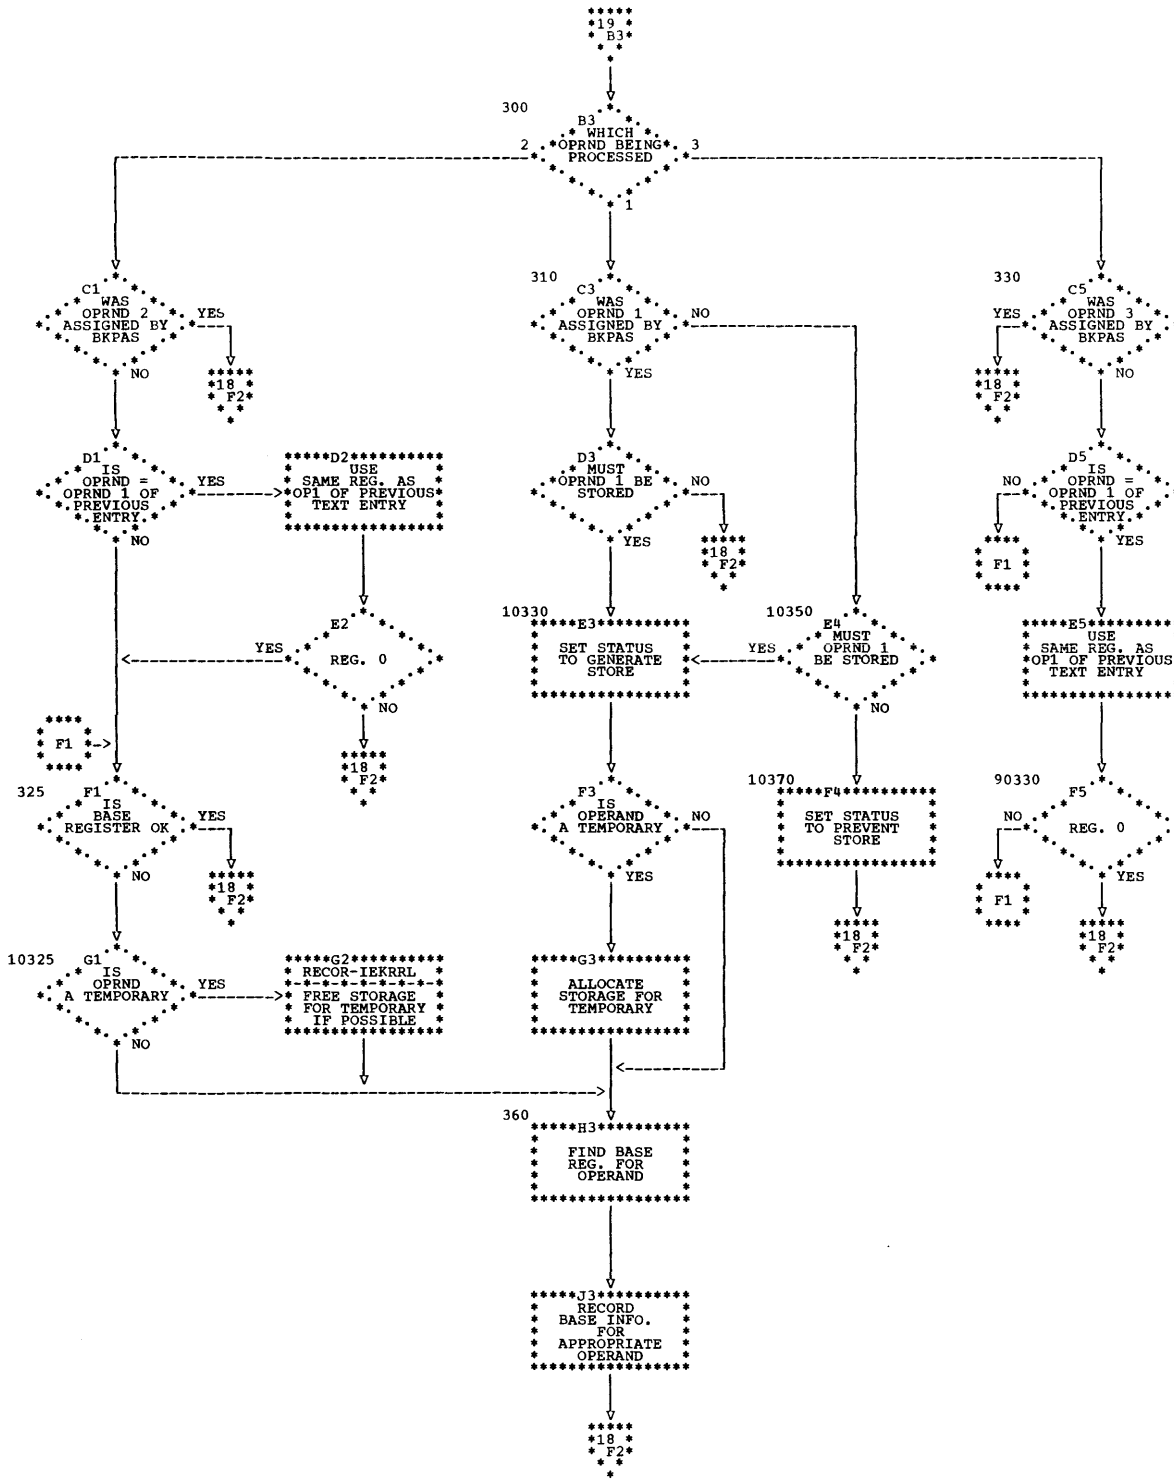 19
B3
300
B3
WHICH
OPRND BEING
PROCESSED
2
3
1
C1
WAS
OPRND 2
ASSIGNED BY
BKPAS
YES
NO
18
F2
310
C3
WAS
OPRND 1
ASSIGNED BY
BKPAS
NO
YES
330
C5
WAS
OPRND 3
ASSIGNED BY
BKPAS
YES
NO
18
F2
D1
IS
OPRND =
OPRND 1 OF
PREVIOUS
ENTRY
YES
NO
D2
USE
SAME REG. AS
OP1 OF PREVIOUS
TEXT ENTRY
D3
MUST
OPRND 1 BE
STORED
NO
YES
18
F2
D5
IS
OPRND =
OPRND 1 OF
PREVIOUS
ENTRY
NO
YES
F1
E2
REG. 0
YES
NO
18
F2
10330
E3
SET STATUS
TO GENERATE
STORE
10350
E4
MUST
OPRND 1
BE STORED
YES
NO
E5
USE
SAME REG. AS
OP1 OF PREVIOUS
TEXT ENTRY
F1
325
F1
IS
BASE
REGISTER OK
YES
NO
18
F2
F3
IS
OPERAND
A TEMPORARY
NO
YES
10370
F4
SET STATUS
TO PREVENT
STORE
18
F2
90330
F5
REG. 0
NO
YES
F1
18
F2
10325
G1
IS
OPRND
A TEMPORARY
YES
NO
G2
RECOR-IEKRRL
FREE STORAGE
FOR TEMPORARY
IF POSSIBLE
G3
ALLOCATE
STORAGE FOR
TEMPORARY
360
H3
FIND BASE
REG. FOR
OPERAND
J3
RECORD
BASE INFO.
FOR
APPROPRIATE
OPERAND
18
F2